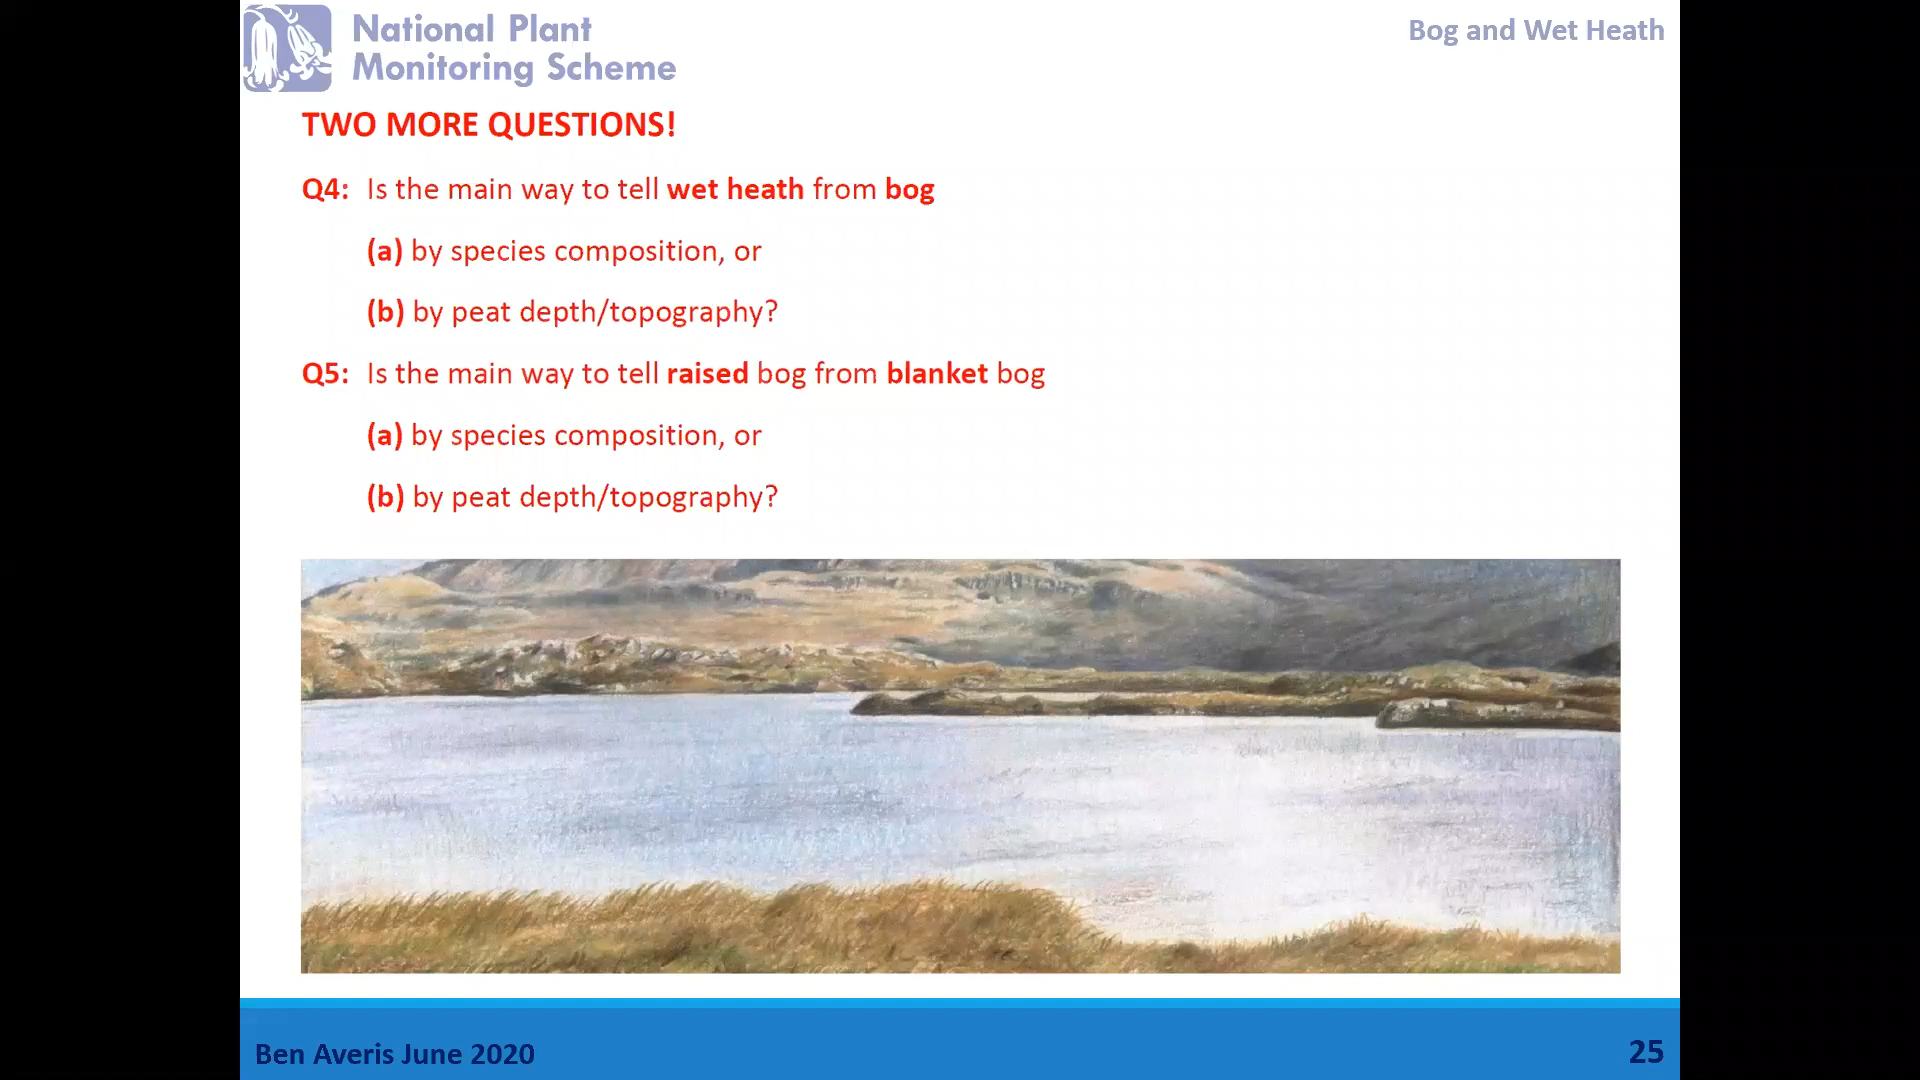 National Plant
Monitoring Scheme
Bog and Wet Heath
TWO MORE QUESTIONS!
Q4: Is the main way to tell wet heath from bog
(a) by species composition, or
(b) by peat depth/topography?
Q5: Is the main way to tell raised bog from blanket bog
(a) by species composition, or
(b) by peat depth/topography?
Ben Averis June 2020
25